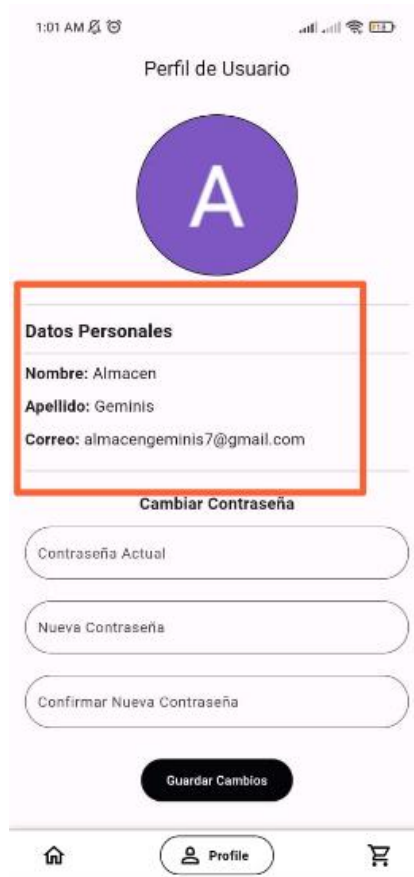 1:01 AM
Perfil de Usuario
A
Datos Personales
Nombre: Almacen
Apellido: Geminis
Correo: almacengeminis7@gmail.com
Cambiar Contraseña
Contraseña Actual
Nueva Contraseña
Confirmar Nueva Contraseña
Guardar Cambios
Profile